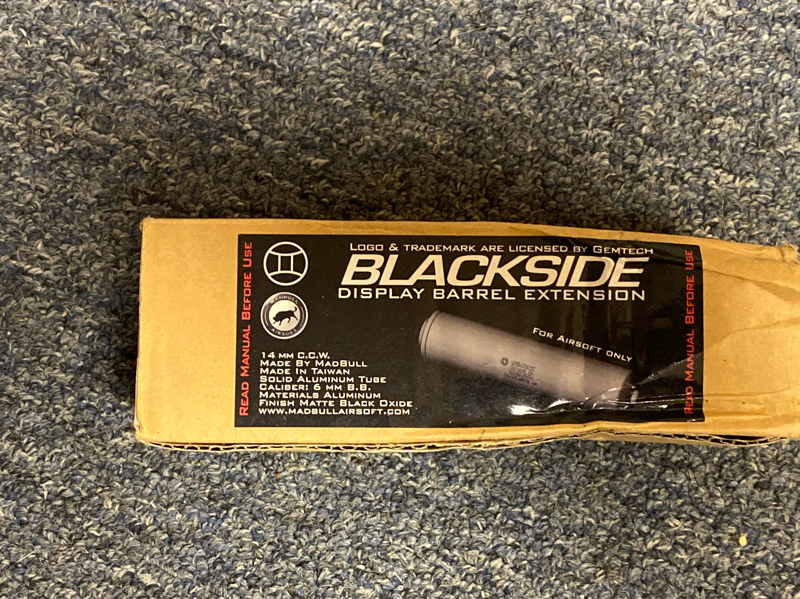 LOGO & TRADEMARK ARE LICENSED BY GEMTECH
BLACKSIDE
DISPLAY BARREL EXTENSION
READ MANUAL BEFORE USE
MADBULL
AIRSOFT
FOR AIRSOFT ONLY
14 MM C.C.W.
MADE BY MADBULL
MADE IN TAIWAN
SOLID ALUMINUM TUBE
CALIBER: 6 MM B.B.
MATERIALS ALUMINUM
FINISH MATTE BLACK OXIDE
WWW.MADBULLAIRSOFT.COM
READ MANUAL BEFORE USE